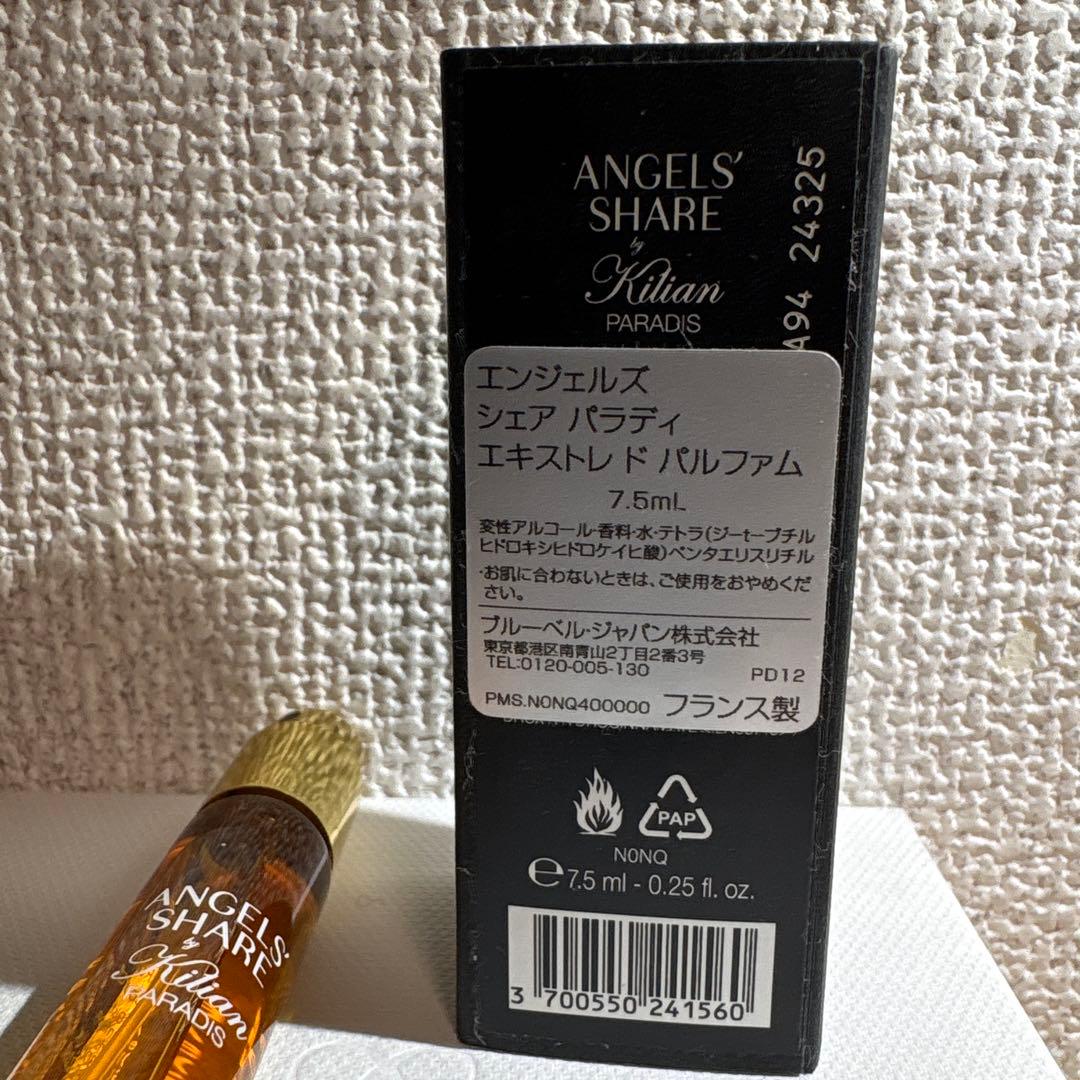 ANGELS'
SHARE
by
Kilian
PARADIS
A94 24325
エンジェルズ
シェア パラディ
エキストレ ド パルファム
7.5mL
変性アルコール・香料・水・テトラ(ジーt-ブチル
ヒドロキシヒドロケイヒ酸)ペンタエリスリチル
・お肌に合わないときは、ご使用をおやめくだ
さい。
ブルーベル・ジャパン株式会社
東京都港区南青山2丁目2番3号
TEL:0120-005-130
PD12
PMS.N0NQ400000 フランス製
PAP
N0NQ
e 7.5 ml - 0.25 fl. oz.
3 700550 241560
ANGELS'
SHARE
by
Kilian
PARADIS